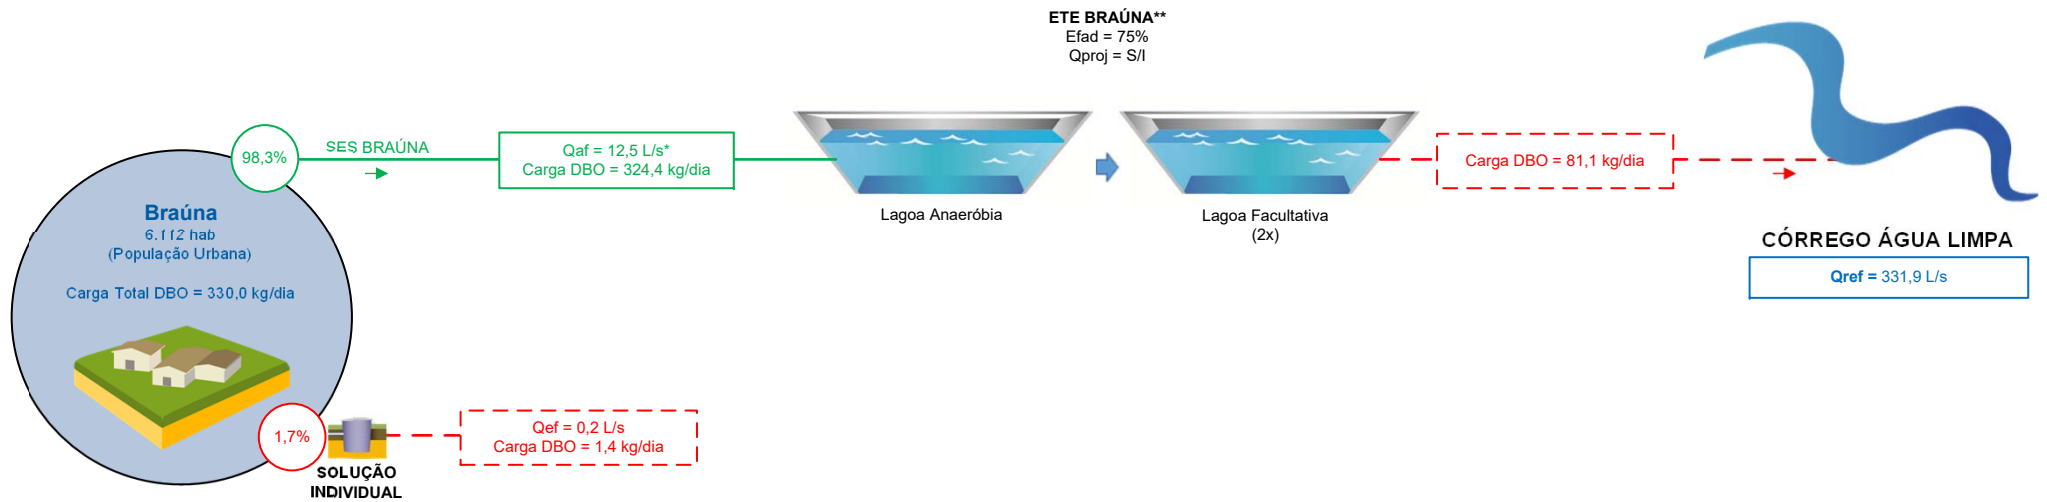 ETE BRAÚNA**
Efad = 75%
Qproj = S/I
98,3%
SES BRAÚNA
Qaf = 12,5 L/s*
Carga DBO = 324,4 kg/dia
Carga DBO = 81,1 kg/dia
Lagoa Anaeróbia
Lagoa Facultativa
(2x)
Braúna
6.112 hab
(População Urbana)
Carga Total DBO = 330,0 kg/dia
CÓRREGO ÁGUA LIMPA
Qref = 331,9 L/s
1,7%
Qef = 0,2 L/s
Carga DBO = 1,4 kg/dia
SOLUÇÃO
INDIVIDUAL